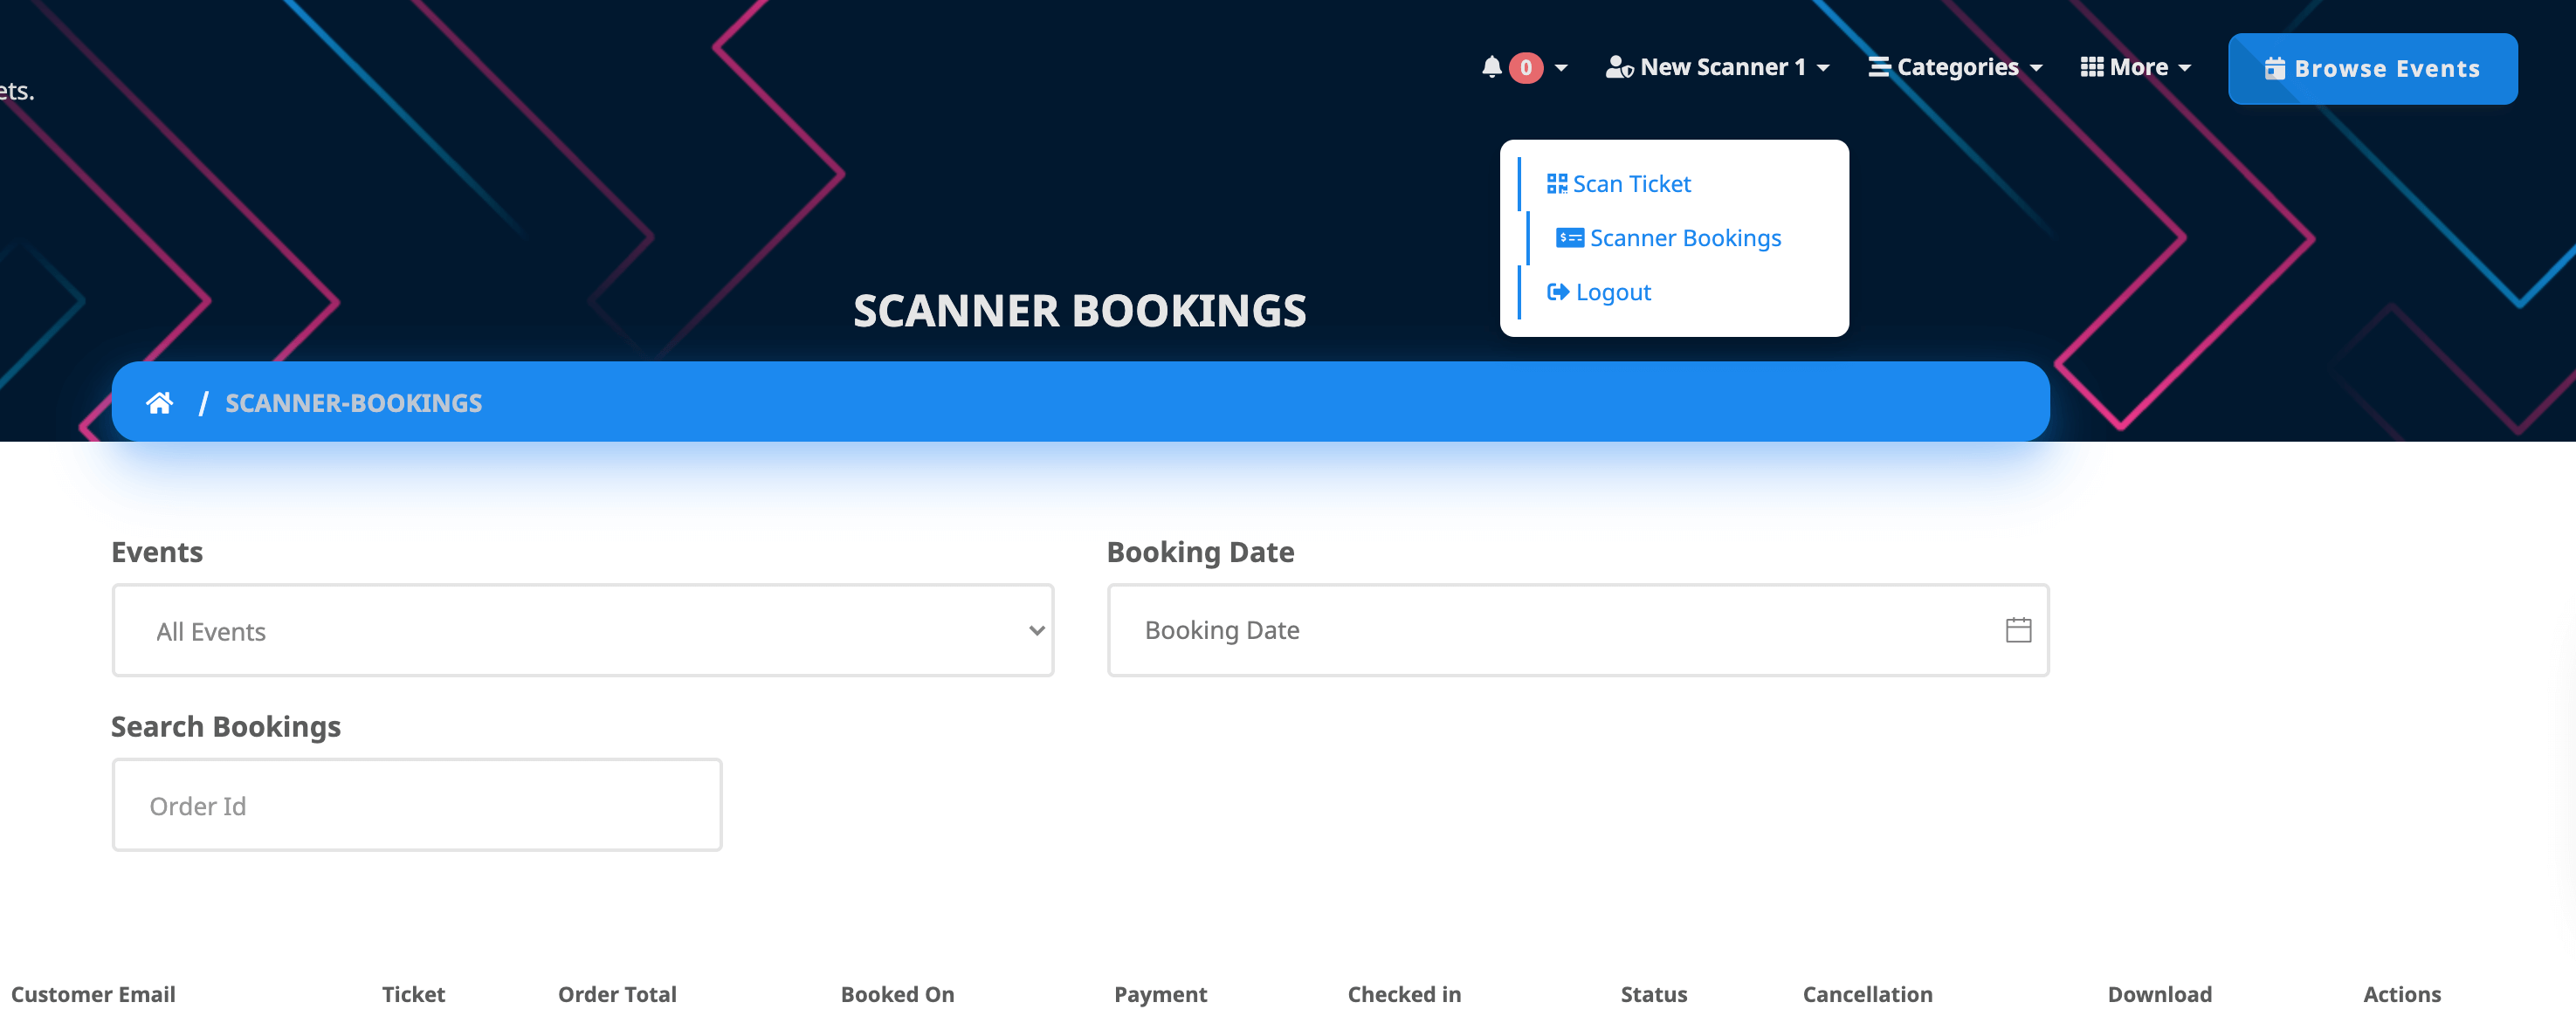 ets.
0
New Scanner 1
Categories
More
Browse Events
Scan Ticket
Scanner Bookings
Logout
SCANNER BOOKINGS
/ SCANNER-BOOKINGS
Events
Booking Date
All Events
Booking Date
Search Bookings
Order Id
Customer Email Ticket Order Total Booked On Payment Checked in Status Cancellation Download Actions